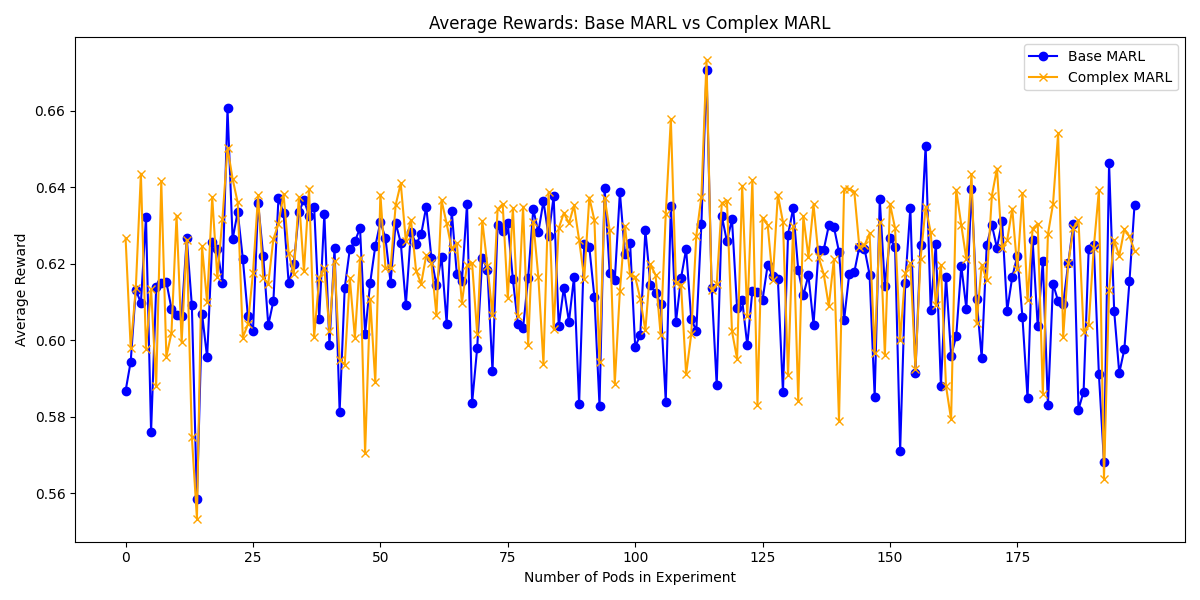 Average Rewards: Base MARL vs Complex MARL
Base MARL
Complex MARL
Average Reward
0.66
0.64
0.62
0.60
0.58
0.56
0 25 50 75 100 125 150 175
Number of Pods in Experiment